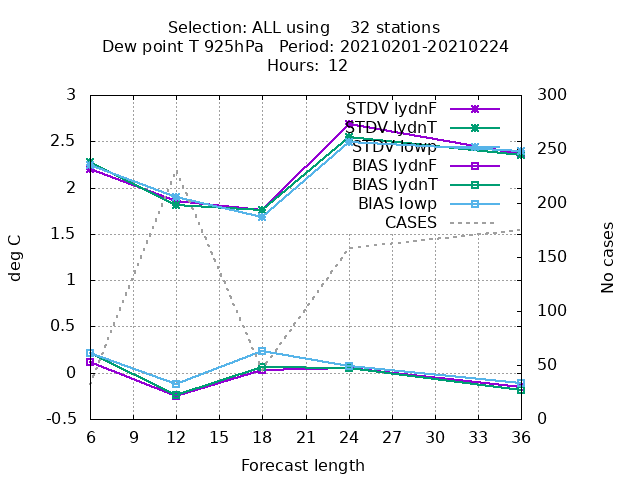 Selection: ALL using    32 stations
Dew point T 925hPa   Period: 20210201-20210224
Hours:  12
3
2.5
2
1.5
1
0.5
0
-0.5
300
250
200
150
100
50
0
deg C
No cases
STDV lydnF
STDV lydnT
STDV lowp
BIAS lydnF
BIAS lydnT
BIAS lowp
CASES
6 9 12 15 18 21 24 27 30 33 36
Forecast length